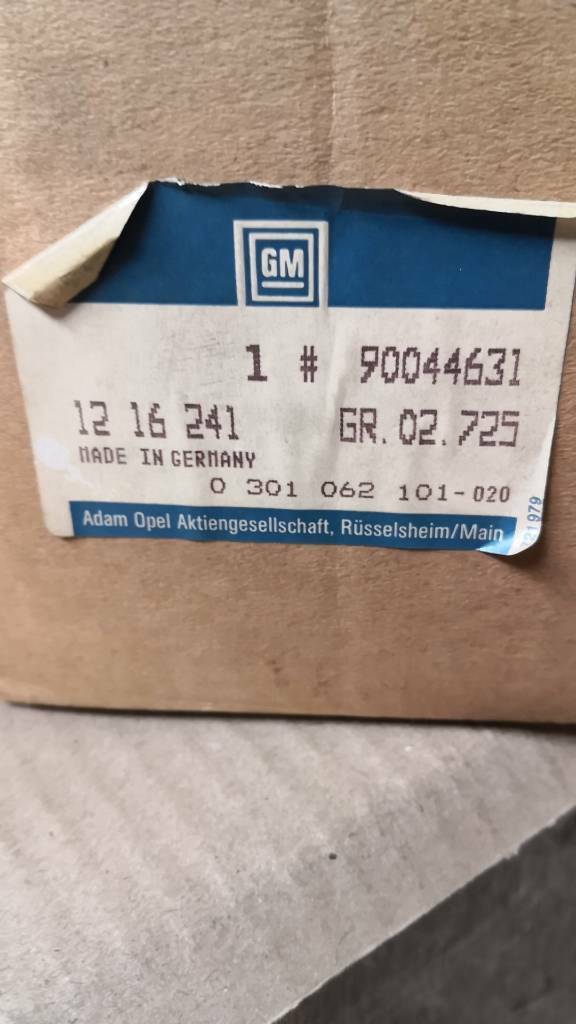 GM
1 # 90044631
12 16 241 GR. 02.725
MADE IN GERMANY
0 301 062 101-020
Adam Opel Aktiengesellschaft, Rüsselsheim/Main